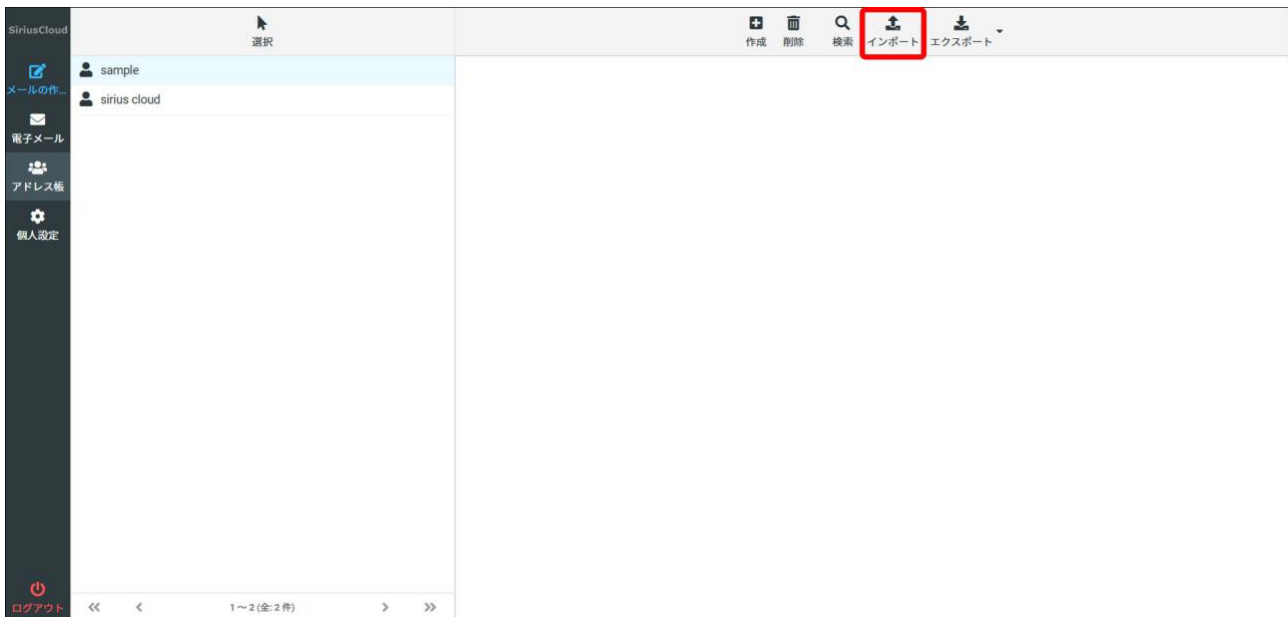 SiriusCloud
メールの作...
電子メール
アドレス帳
個人設定
ログアウト
選択
sample
sirius cloud
1～2 (全: 2 件)
作成
削除
検索
インポート
エクスポート